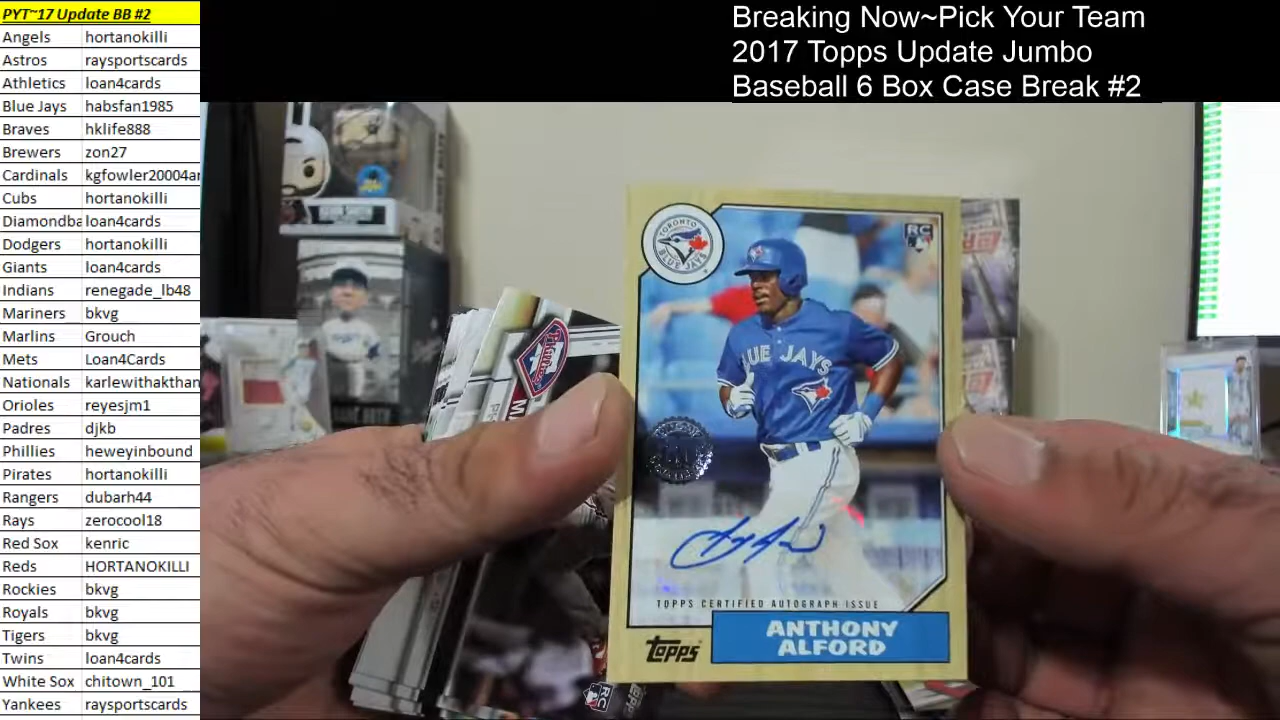 PYT~17 Update BB #2
Angels hortanokilli
Astros raysportscards
Athletics loan4cards
Blue Jays habsfan1985
Braves hklife888
Brewers zon27
Cardinals kgfowler20004ar
Cubs hortanokilli
Diamondba loan4cards
Dodgers hortanokilli
Giants loan4cards
Indians renegade_lb48
Mariners bkvg
Marlins Grouch
Mets Loan4Cards
Nationals karlewithakthan
Orioles reyesjm1
Padres djkb
Phillies heweyinbound
Pirates hortanokilli
Rangers dubarh44
Rays zerocool18
Red Sox kenric
Reds HORTANOKILLI
Rockies bkvg
Royals bkvg
Tigers bkvg
Twins loan4cards
White Sox chitown_101
Yankees raysportscards
Breaking Now~Pick Your Team
2017 Topps Update Jumbo
Baseball 6 Box Case Break #2
TORONTO
BLUE JAYS
RC
BLUE JAYS
TOPPS CERTIFIED AUTOGRAPH ISSUE
topps
ANTHONY
ALFORD
Phillies
RC